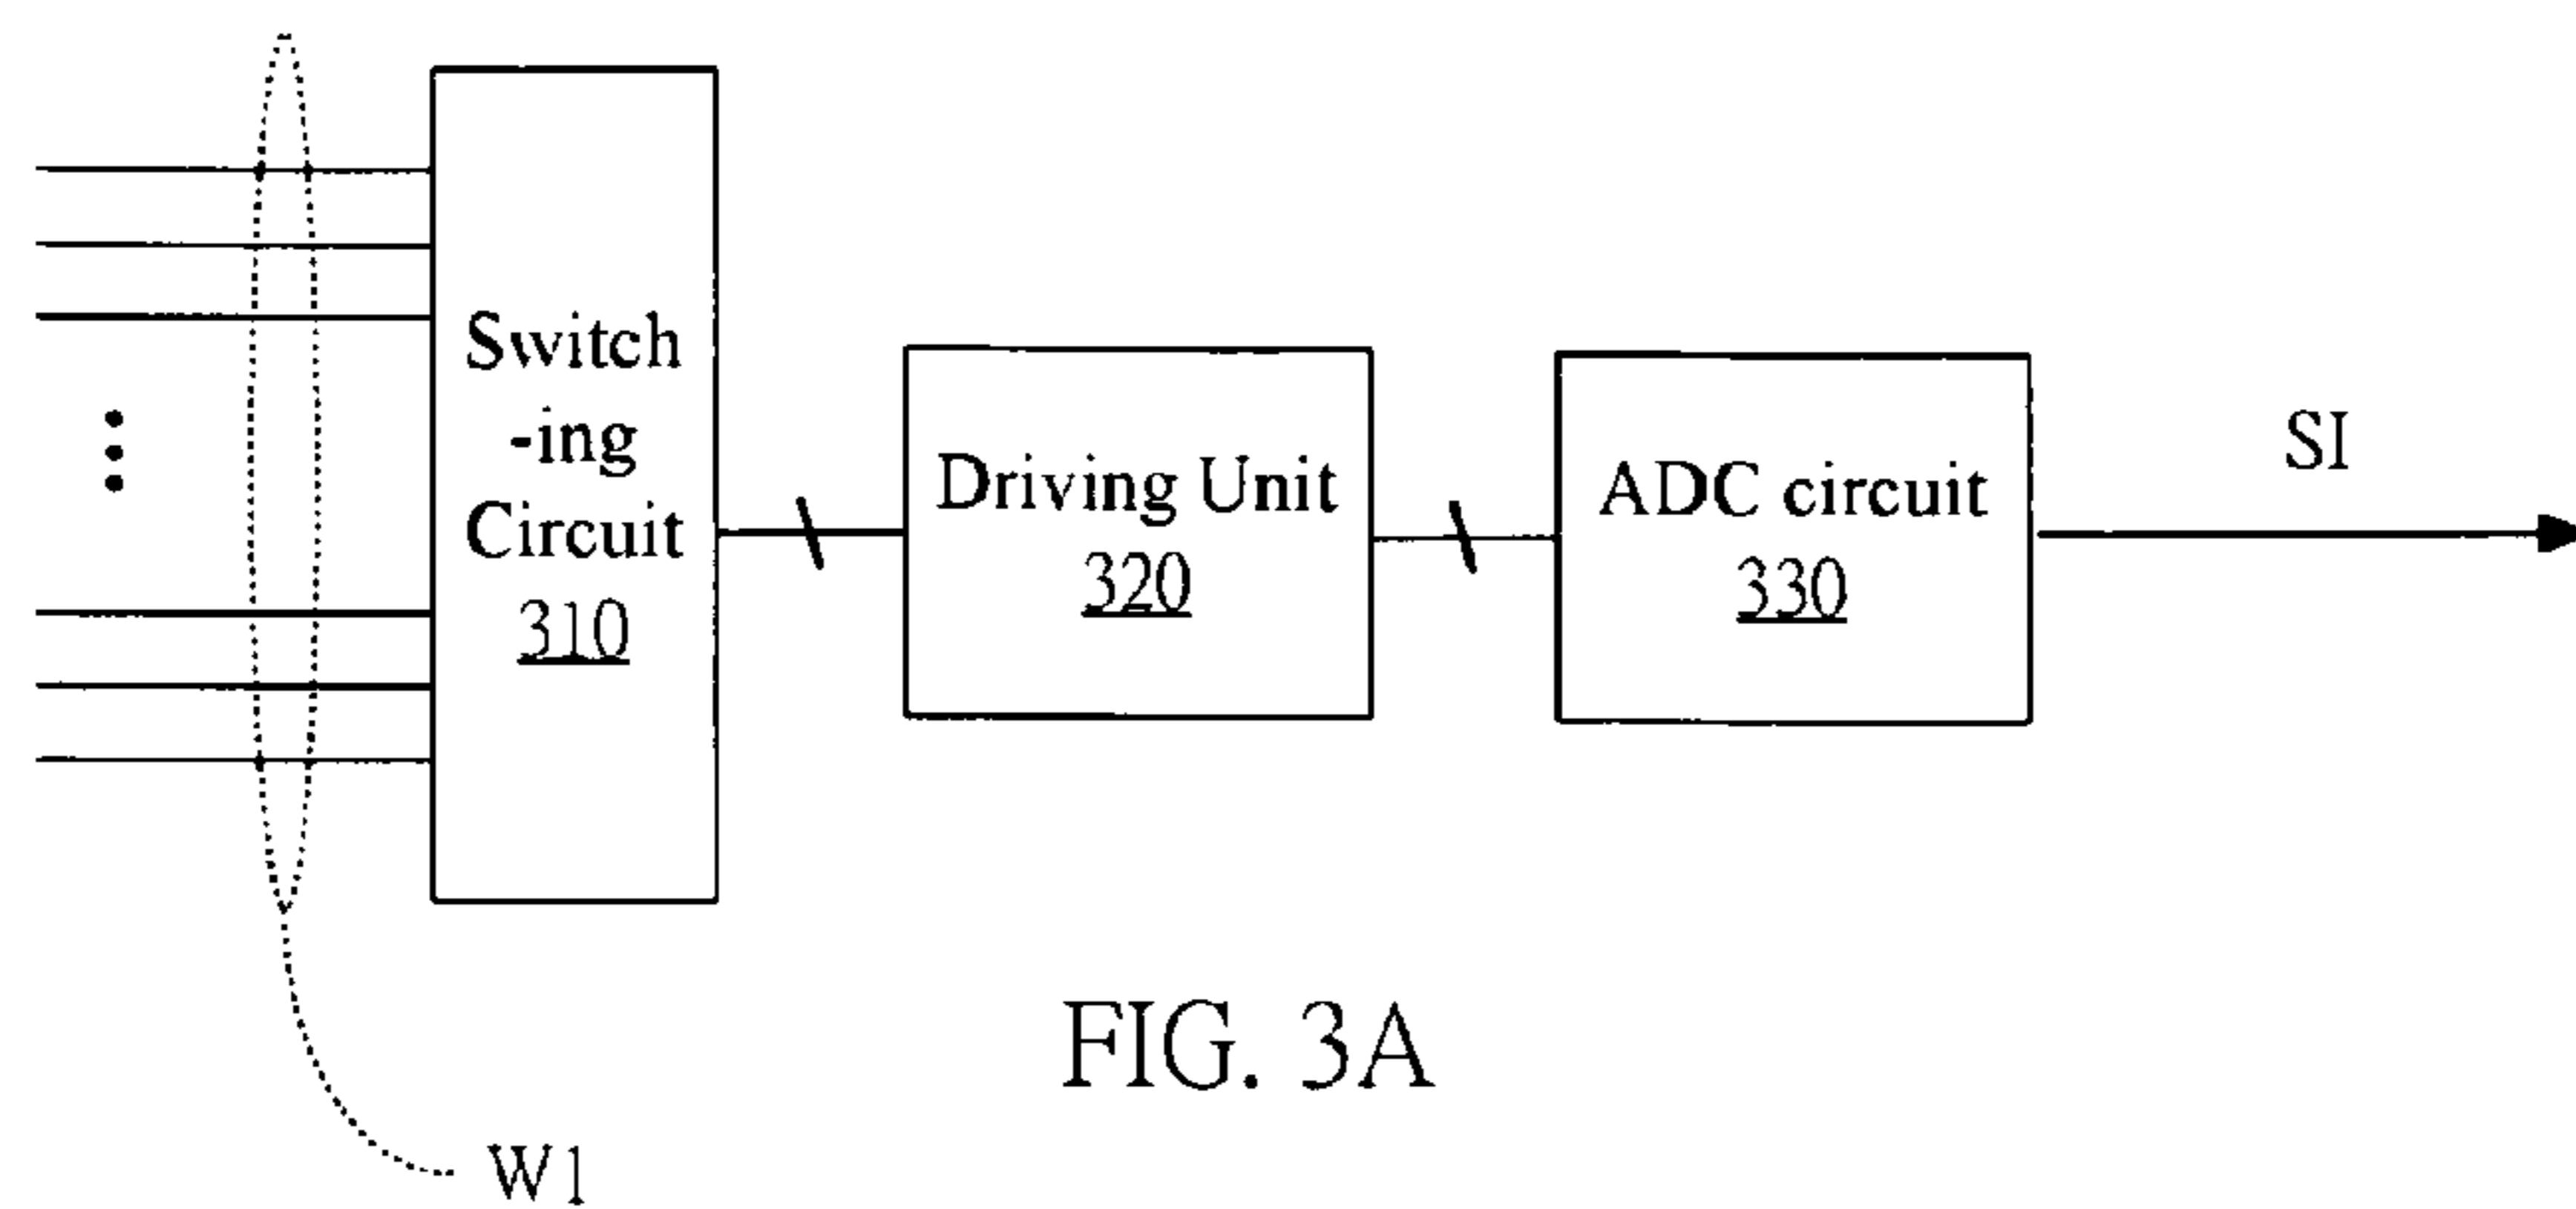 Switch
-ing
Circuit
310
Driving Unit
320
ADC circuit
330
SI
FIG. 3A
W1